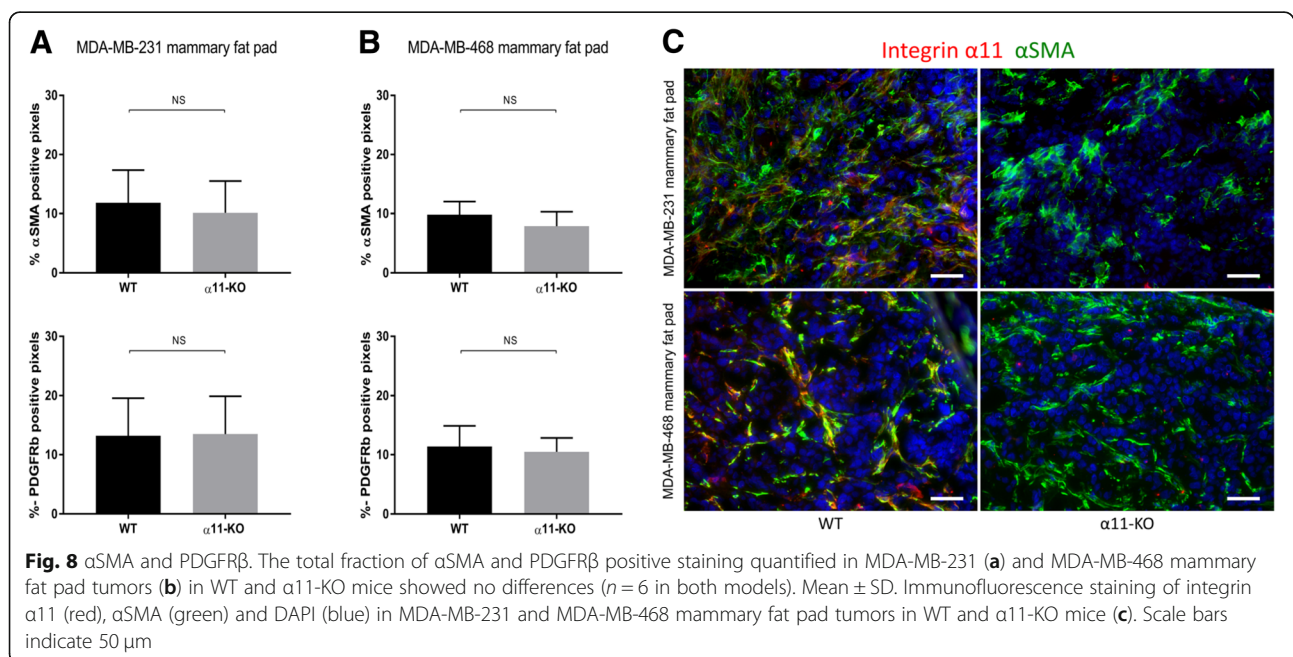 A
MDA-MB-231 mammary fat pad
% αSMA positive pixels
30
20
10
0
NS
WT
α11-KO
%- PDGFRb positive pixels
30
20
10
0
NS
WT
α11-KO
B
MDA-MB-468 mammary fat pad
% αSMA positive pixels
30
20
10
0
NS
WT
α11-KO
%- PDGFRb positive pixels
30
20
10
0
NS
WT
α11-KO
C
Integrin α11 αSMA
MDA-MB-231 mammary fat pad
MDA-MB-468 mammary fat pad
WT
α11-KO
Fig. 8 αSMA and PDGFRβ. The total fraction of αSMA and PDGFRβ positive staining quantified in MDA-MB-231 (a) and MDA-MB-468 mammary
fat pad tumors (b) in WT and α11-KO mice showed no differences (n = 6 in both models). Mean ± SD. Immunofluorescence staining of integrin
α11 (red), αSMA (green) and DAPI (blue) in MDA-MB-231 and MDA-MB-468 mammary fat pad tumors in WT and α11-KO mice (c). Scale bars
indicate 50 μm